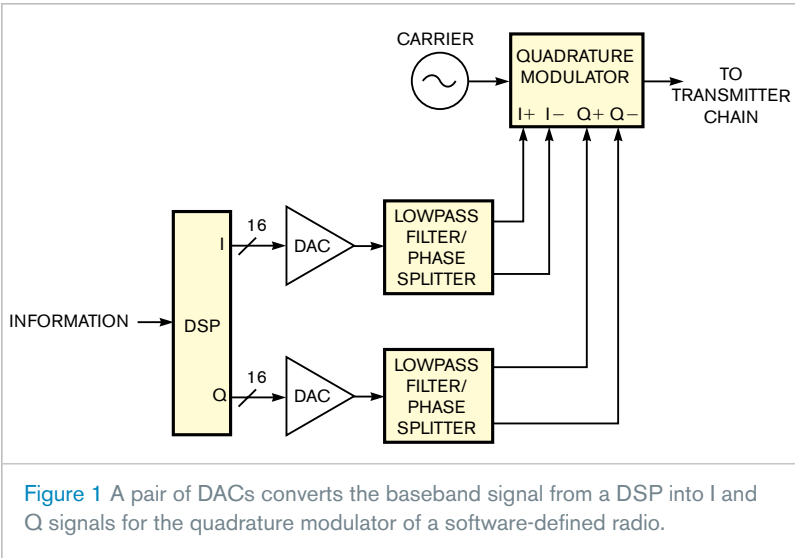 CARRIER
QUADRATURE
MODULATOR
I+ I− Q+ Q−
TO
TRANSMITTER
CHAIN
INFORMATION
DSP
I
16
DAC
LOWPASS
FILTER/
PHASE
SPLITTER
Q
16
DAC
LOWPASS
FILTER/
PHASE
SPLITTER
Figure 1 A pair of DACs converts the baseband signal from a DSP into I and
Q signals for the quadrature modulator of a software-defined radio.